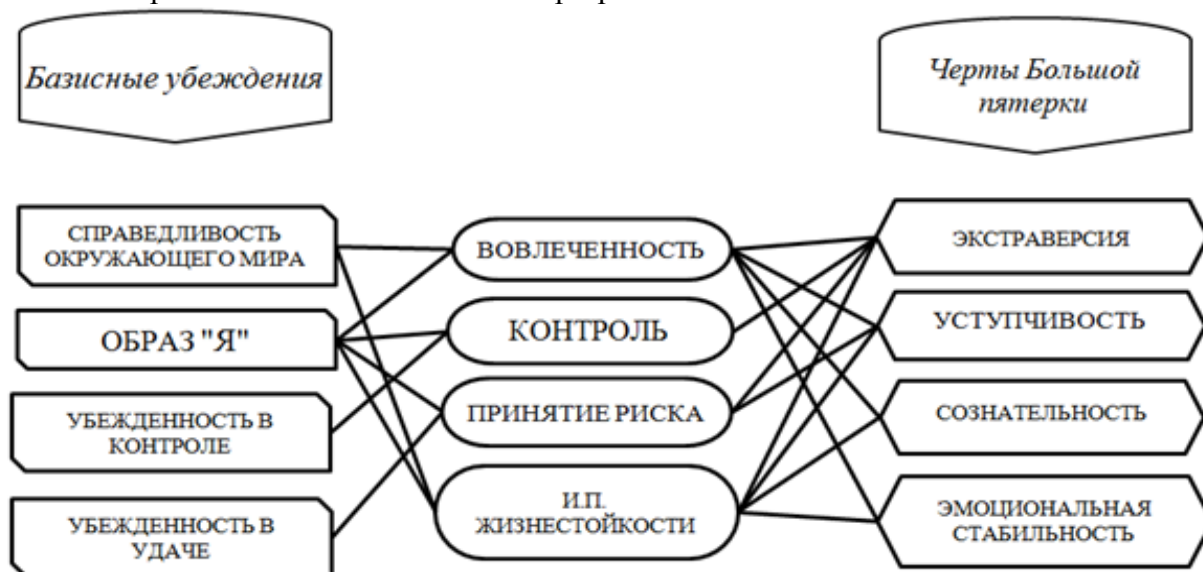 Базисные убеждения
Черты Большой
пятерки
СПРАВЕДЛИВОСТЬ
ОКРУЖАЮЩЕГО МИРА
ОБРАЗ "Я"
УБЕЖДЕННОСТЬ В
КОНТРОЛЕ
УБЕЖДЕННОСТЬ В
УДАЧЕ
ВОВЛЕЧЕННОСТЬ
КОНТРОЛЬ
ПРИНЯТИЕ РИСКА
И.П.
ЖИЗНЕСТОЙКОСТИ
ЭКСТРАВЕРСИЯ
УСТУПЧИВОСТЬ
СОЗНАТЕЛЬНОСТЬ
ЭМОЦИОНАЛЬНАЯ
СТАБИЛЬНОСТЬ